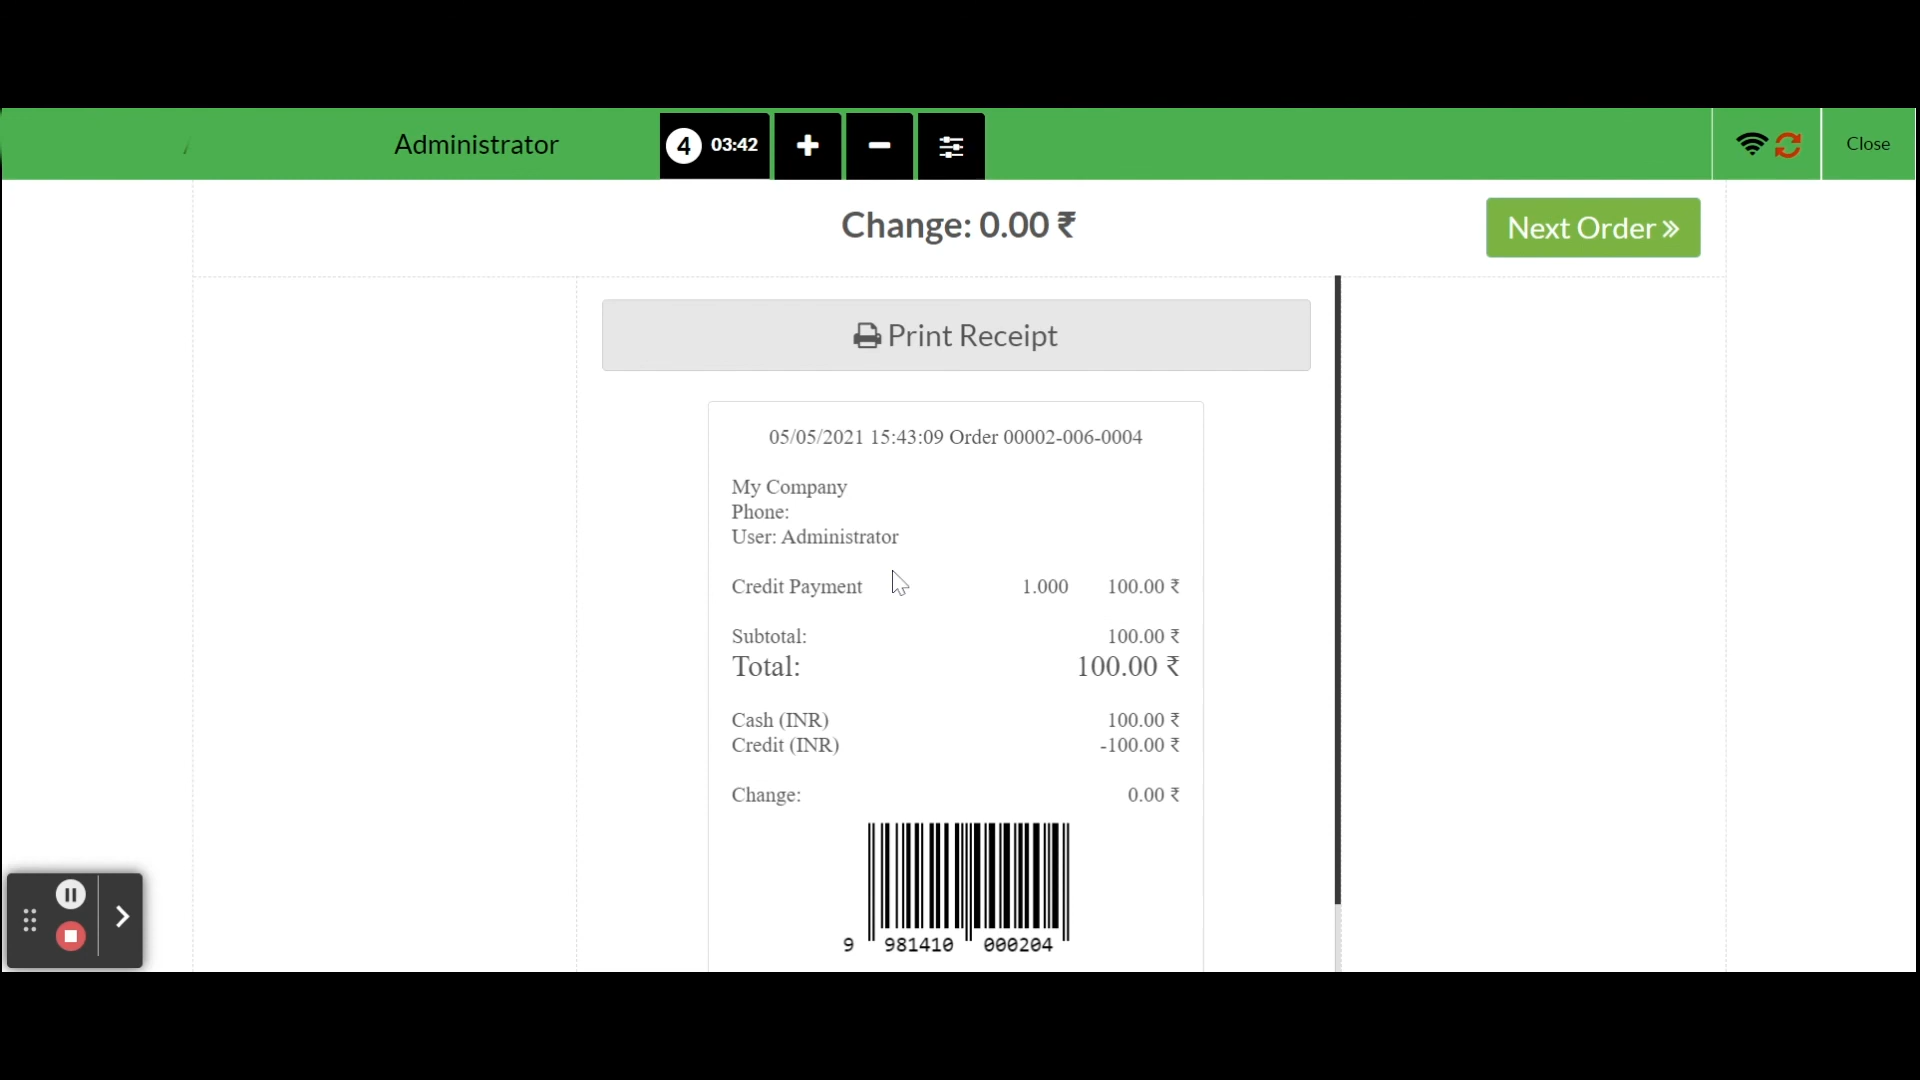 Administrator
4 03:42
Close
Change: 0.00 ₹
Next Order
Print Receipt
05/05/2021 15:43:09 Order 00002-006-0004
My Company
Phone:
User: Administrator
Credit Payment 1.000 100.00 ₹
Subtotal: 100.00 ₹
Total: 100.00 ₹
Cash (INR) 100.00 ₹
Credit (INR) -100.00 ₹
Change: 0.00 ₹
9 981410 000204